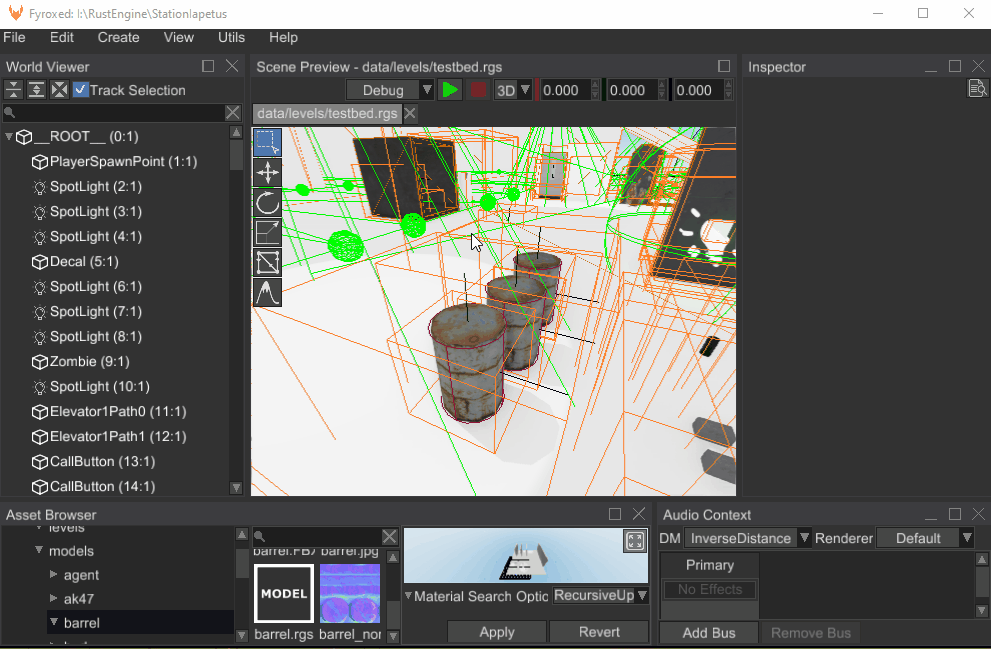 Fyroxed: I:\RustEngine\StationIapetus
File Edit Create View Utils Help
World Viewer
Track Selection
__ROOT__ (0:1)
PlayerSpawnPoint (1:1)
SpotLight (2:1)
SpotLight (3:1)
SpotLight (4:1)
Decal (5:1)
SpotLight (6:1)
SpotLight (7:1)
SpotLight (8:1)
Zombie (9:1)
SpotLight (10:1)
Elevator1Path0 (11:1)
Elevator1Path1 (12:1)
CallButton (13:1)
CallButton (14:1)
Scene Preview - data/levels/testbed.rgs
Debug 3D 0.000 0.000 0.000
data/levels/testbed.rgs
Inspector
Asset Browser
levels
models
agent
ak47
barrel
barrel.FBX barrel.jpg
MODEL
barrel.rgs barrel_nor
Material Search Optio RecursiveUp
Apply Revert
Audio Context
DM InverseDistance Renderer Default
Primary
No Effects
Add Bus Remove Bus